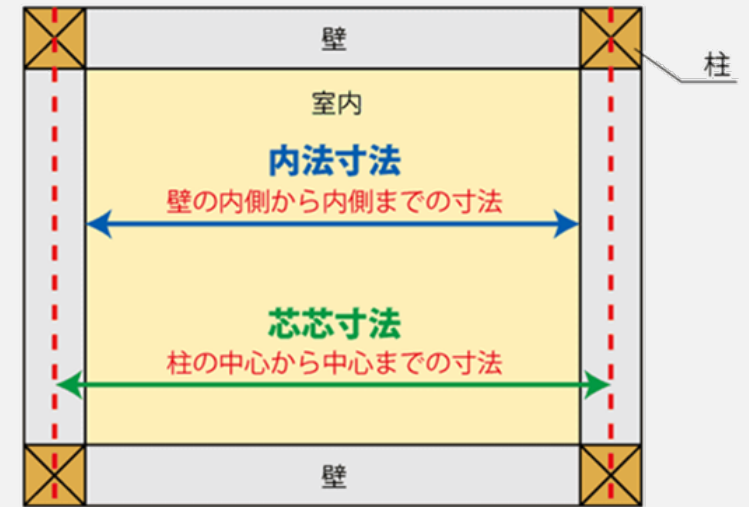 壁
柱
室内
内法寸法
壁の内側から内側までの寸法
芯芯寸法
柱の中心から中心までの寸法
壁